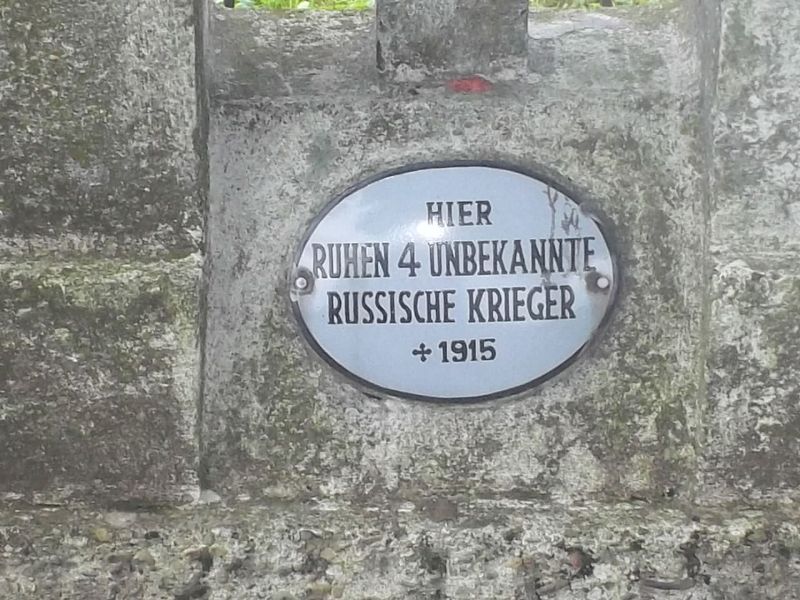 HIER
RUHEN 4 UNBEKANNTE
RUSSISCHE KRIEGER
✢ 1915